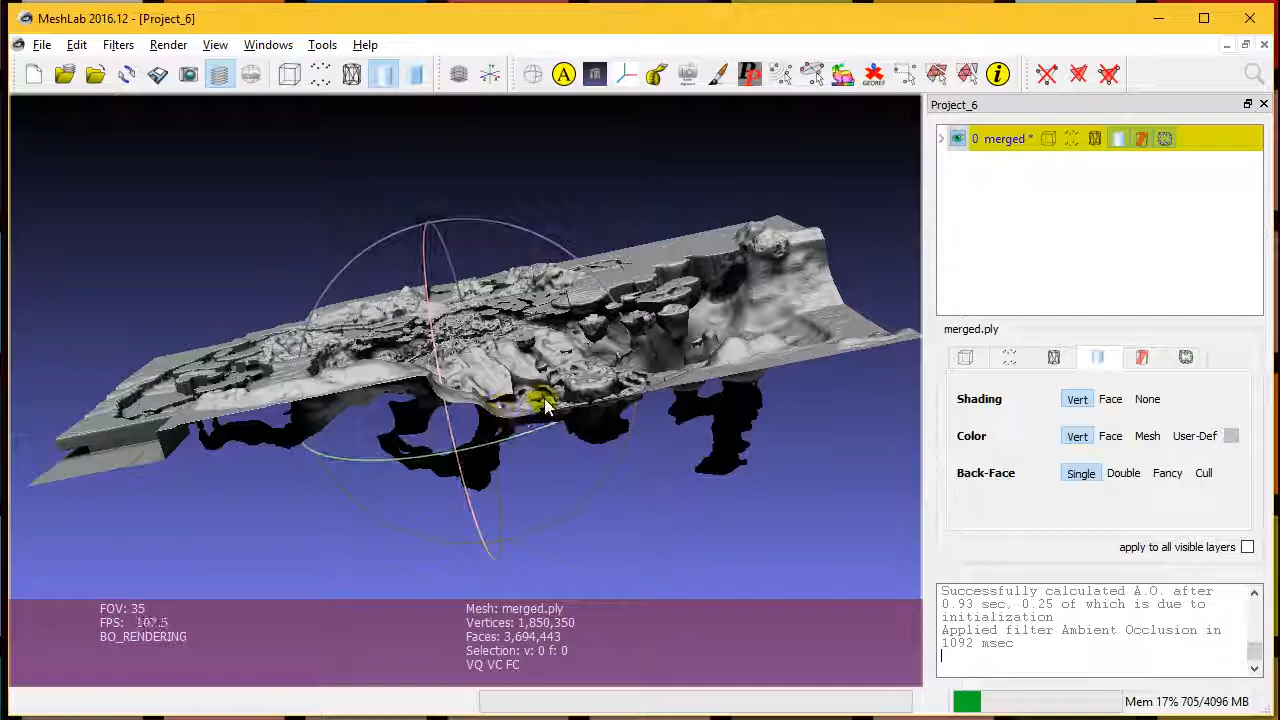 MeshLab 2016.12 - [Project_6]
File Edit Filters Render View Windows Tools Help
A
Pp
GEOREF
i
Project_6
0 merged *
merged.ply
Shading Vert Face None
Color Vert Face Mesh User-Def
Back-Face Single Double Fancy Cull
apply to all visible layers
Successfully calculated A.O. after
0.93 sec, 0.25 of which is due to
initialization
Applied filter Ambient Occlusion in
1092 msec
FOV: 35
FPS:
BO_RENDERING
Mesh: merged.ply
Vertices: 1,850,350
Faces: 3,694,443
Selection: v: 0 f: 0
VQ VC FC
Mem 17% 705/4096 MB